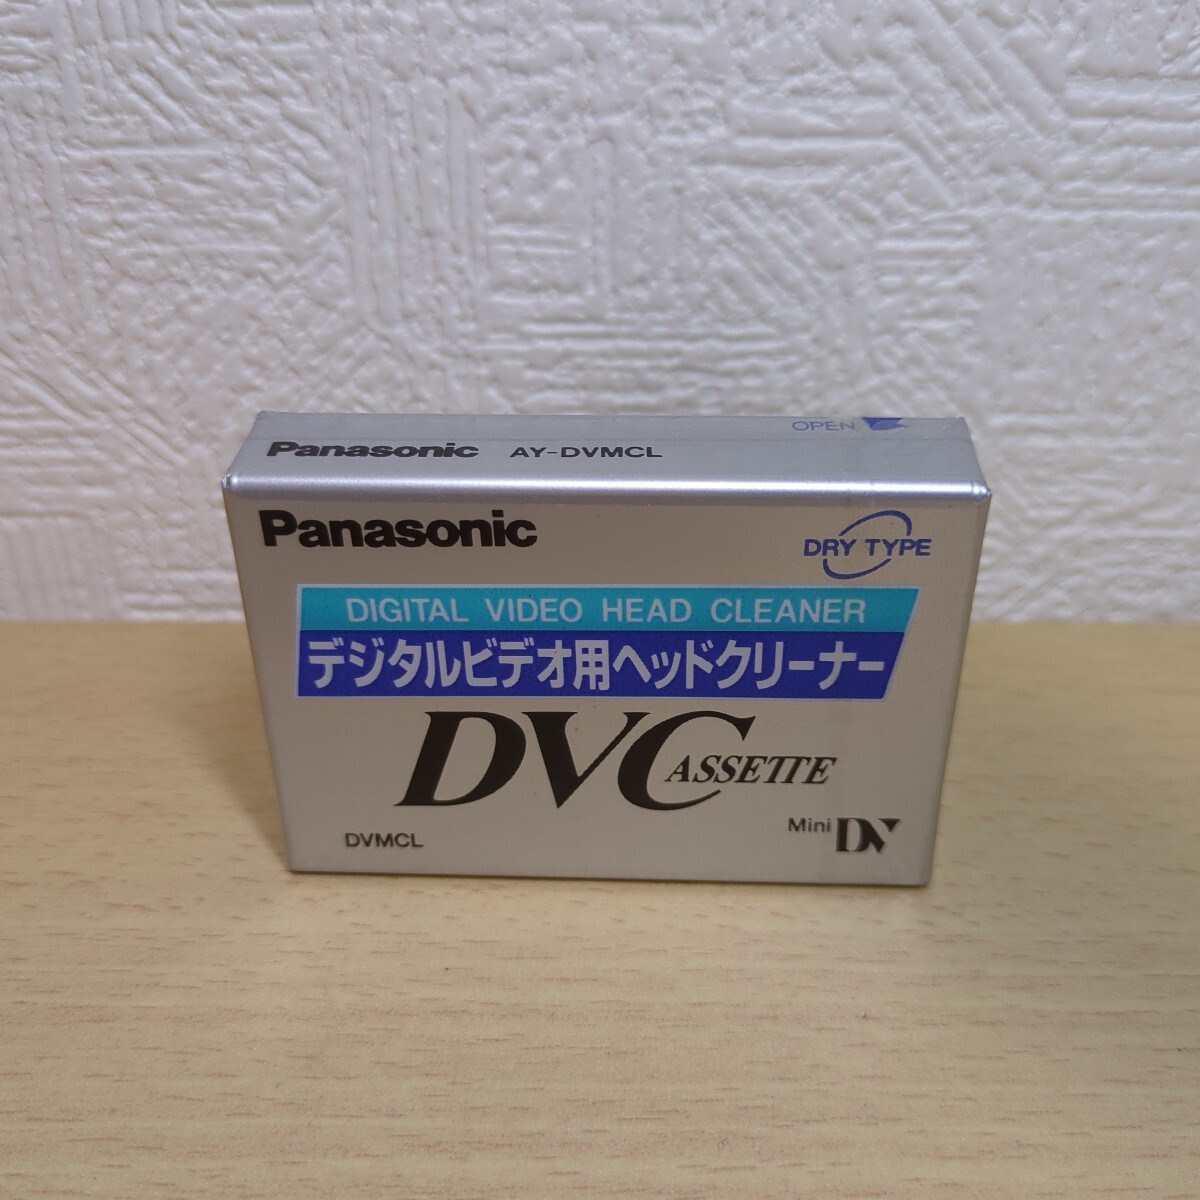 OPEN
Panasonic AY-DVMCL
Panasonic
DRY TYPE
DIGITAL VIDEO HEAD CLEANER
デジタルビデオ用ヘッドクリーナー
DVCASSETTE
Mini DV
DVMCL